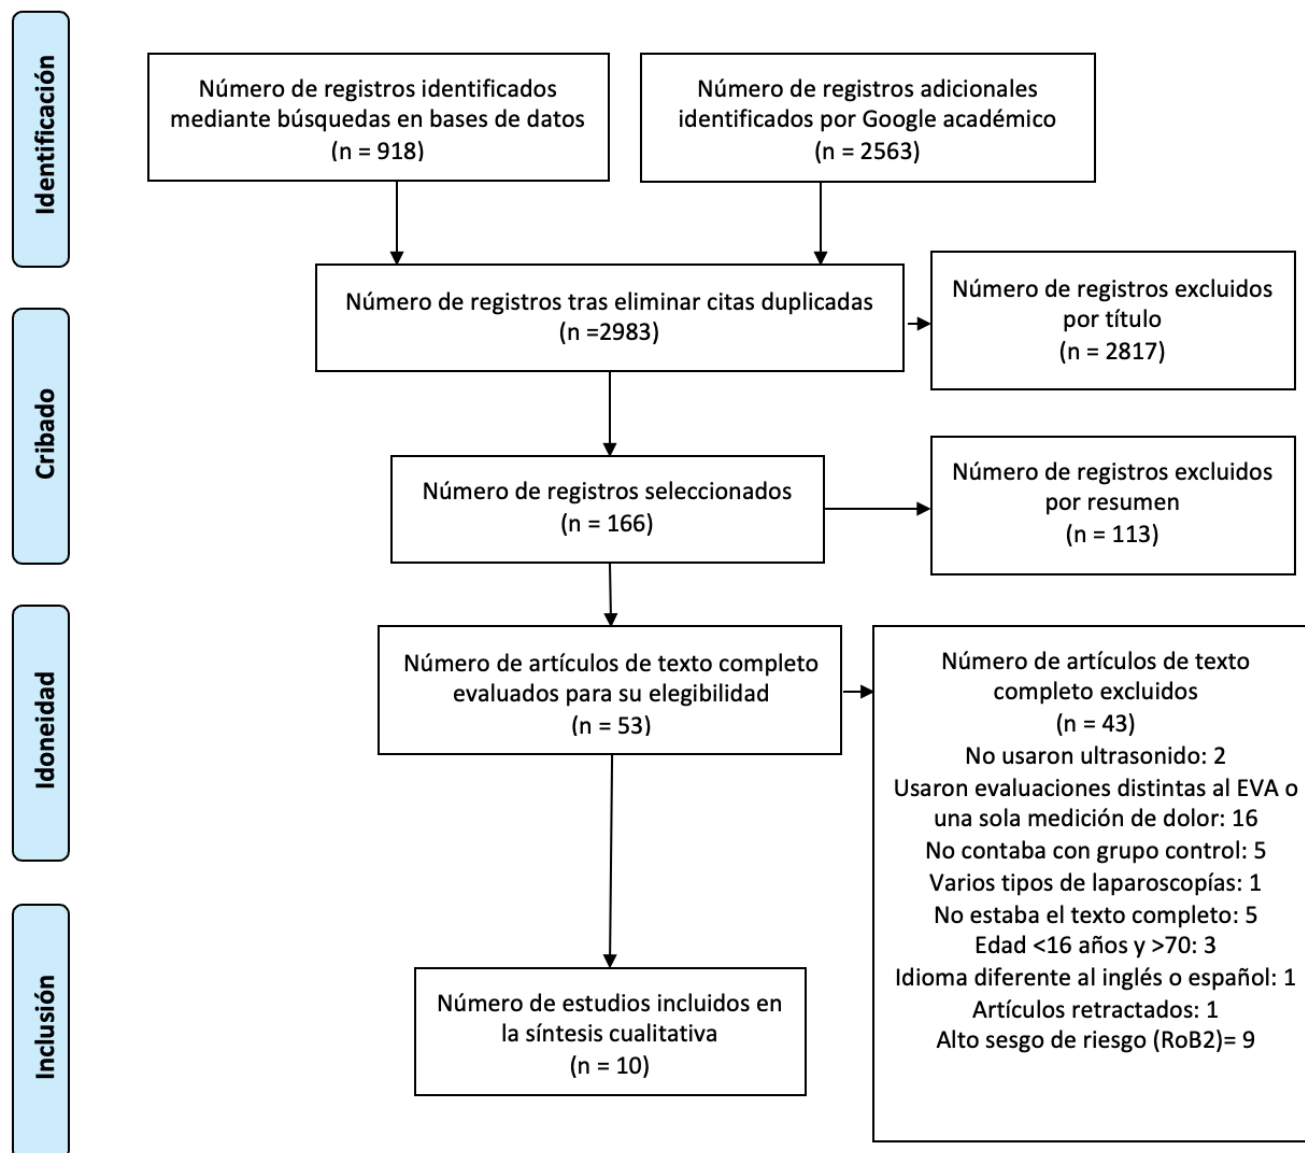 Identificación
Número de registros identificados
mediante búsquedas en bases de datos
(n = 918)
Número de registros adicionales
identificados por Google académico
(n = 2563)
Número de registros tras eliminar citas duplicadas
(n =2983)
Número de registros excluidos
por título
(n = 2817)
Cribado
Número de registros seleccionados
(n = 166)
Número de registros excluidos
por resumen
(n = 113)
Idoneidad
Número de artículos de texto completo
evaluados para su elegibilidad
(n = 53)
Número de artículos de texto
completo excluidos
(n = 43)
No usaron ultrasonido: 2
Usaron evaluaciones distintas al EVA o
una sola medición de dolor: 16
No contaba con grupo control: 5
Varios tipos de laparoscopías: 1
No estaba el texto completo: 5
Edad <16 años y >70: 3
Idioma diferente al inglés o español: 1
Artículos retractados: 1
Alto sesgo de riesgo (RoB2)= 9
Inclusión
Número de estudios incluidos en
la síntesis cualitativa
(n = 10)